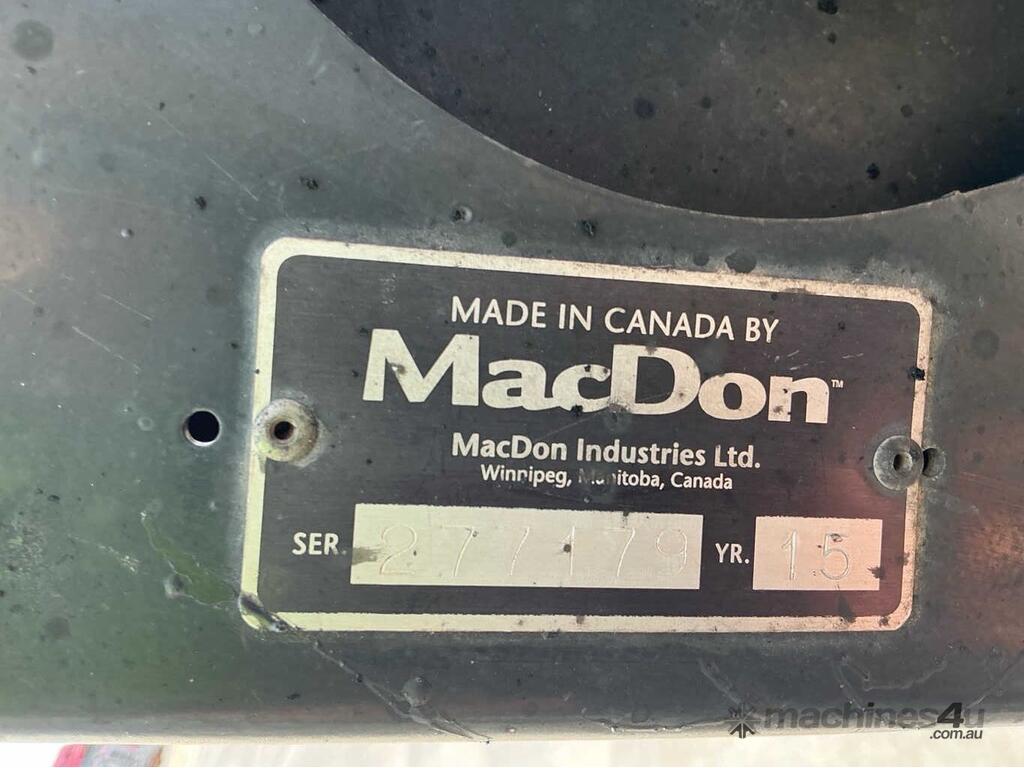 MADE IN CANADA BY
MacDon™
MacDon Industries Ltd.
Winnipeg, Manitoba, Canada
SER. 277179 YR. 15
machines4u
.com.au